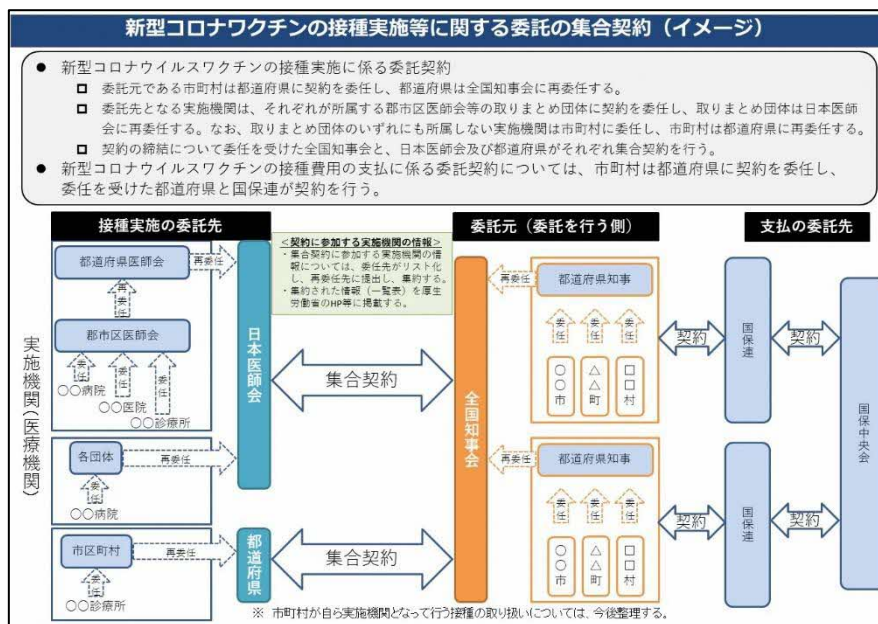 新型コロナワクチンの接種実施等に関する委託の集合契約（イメージ）
● 新型コロナウイルスワクチンの接種実施に係る委託契約
□ 委託元である市町村は都道府県に契約を委任し、都道府県は全国知事会に再委任する。
□ 委託先となる実施機関は、それぞれが所属する郡市区医師会等の取りまとめ団体に契約を委任し、取りまとめ団体は日本医師
会に再委任する。なお、取りまとめ団体のいずれにも所属しない実施機関は市町村に委任し、市町村は都道府県に再委任する。
□ 契約の締結について委任を受けた全国知事会と、日本医師会及び都道府県がそれぞれ集合契約を行う。
● 新型コロナウイルスワクチンの接種費用の支払に係る委託契約については、市町村は都道府県に契約を委任し、
委任を受けた都道府県と国保連が契約を行う。
接種実施の委託先
＜契約に参加する実施機関の情報＞
・集合契約に参加する実施機関の情
報については、委任先がリスト化
し、再委任先に提出し、集約する。
・集約された情報（一覧表）を厚生
労働省のHP等に掲載する。
委託元（委託を行う側）
支払の委託先
実施機関（医療機関）
都道府県医師会
再委任
再委任
郡市区医師会
委任
委任
委任
〇〇病院
〇〇医院
〇〇診療所
各団体
再委任
委任
〇〇病院
市区町村
再委任
委任
〇〇診療所
日本医師会
都道府県
集合契約
集合契約
全国知事会
再委任
都道府県知事
委任
委任
委任
〇〇市
△△町
□□村
再委任
都道府県知事
委任
委任
委任
〇〇市
△△町
□□村
契約
国保連
契約
契約
国保連
契約
国保中央会
※ 市町村が自ら実施機関となって行う接種の取り扱いについては、今後整理する。